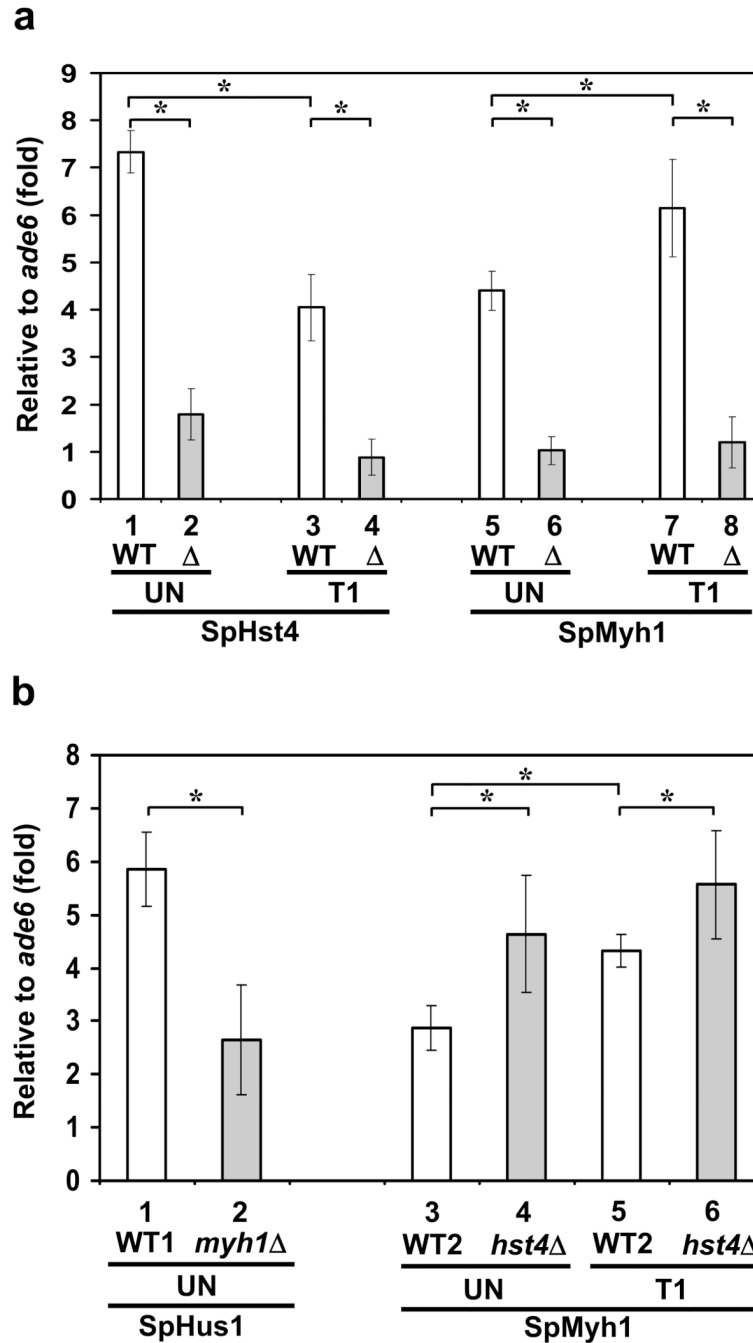 a
9
8
7
6
5
4
3
2
1
0
Relative to ade6 (fold)
* * * * * *
1 2 3 4 5 6 7 8
WT Δ WT Δ WT Δ WT Δ
UN T1 UN T1
SpHst4 SpMyh1
b
8
7
6
5
4
3
2
1
0
Relative to ade6 (fold)
* * * *
1 2 3 4 5 6
WT1 myh1Δ WT2 hst4Δ WT2 hst4Δ
UN UN T1
SpHus1 SpMyh1